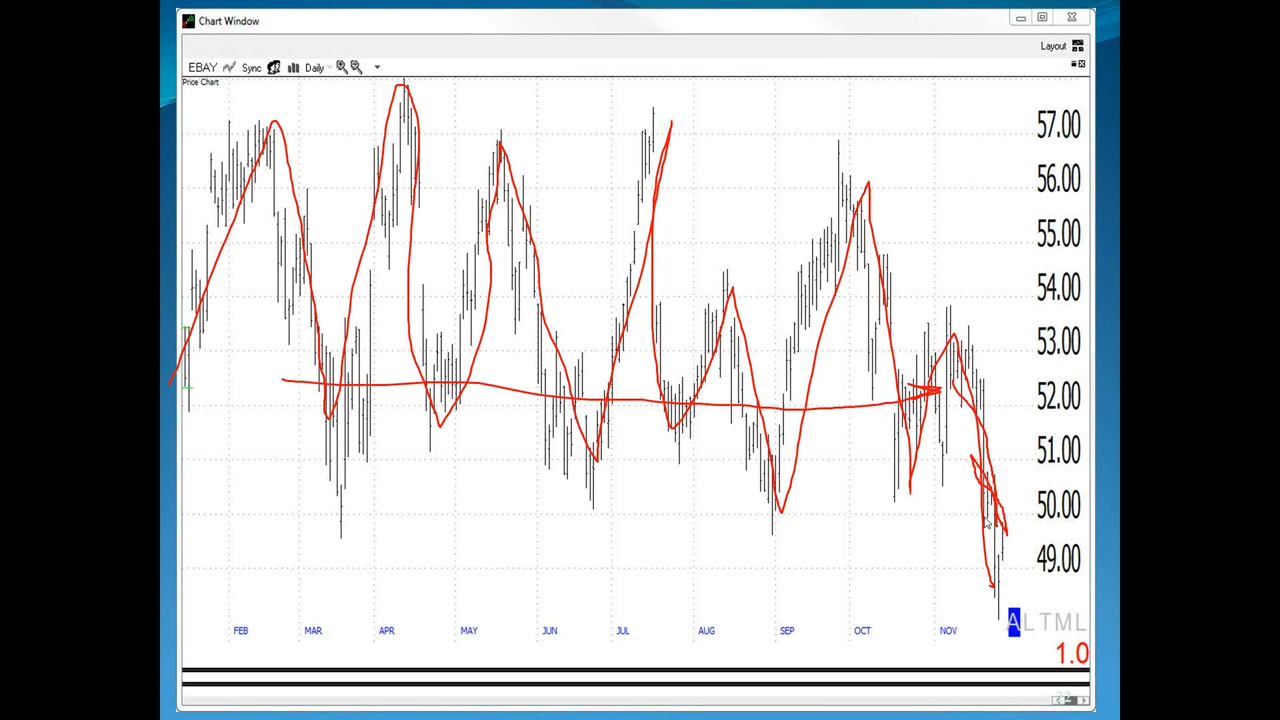 Chart Window
Layout
EBAY Sync Daily
Price Chart
57.00
56.00
55.00
54.00
53.00
52.00
51.00
50.00
49.00
ALTML
FEB MAR APR MAY JUN JUL AUG SEP OCT NOV
1.0